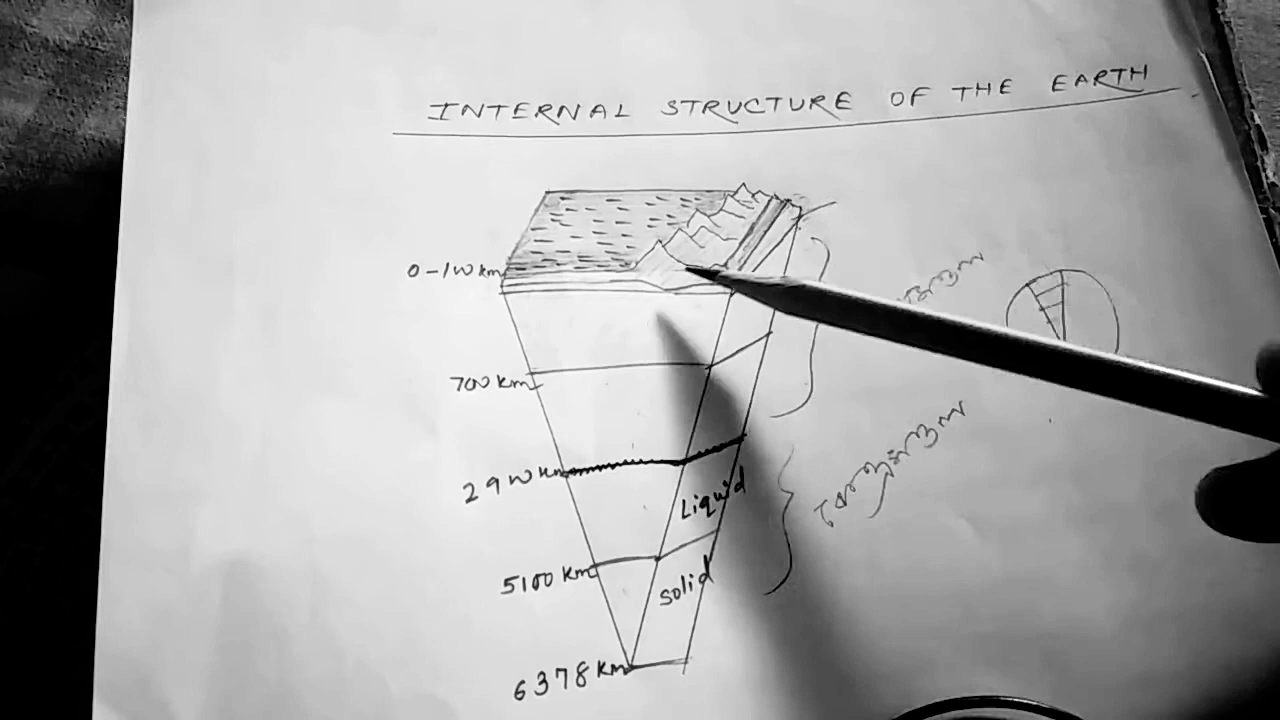 INTERNAL STRUCTURE OF THE EARTH
0-100 km
700 km
2900 km
Liquid
5100 km
Solid
6378 km